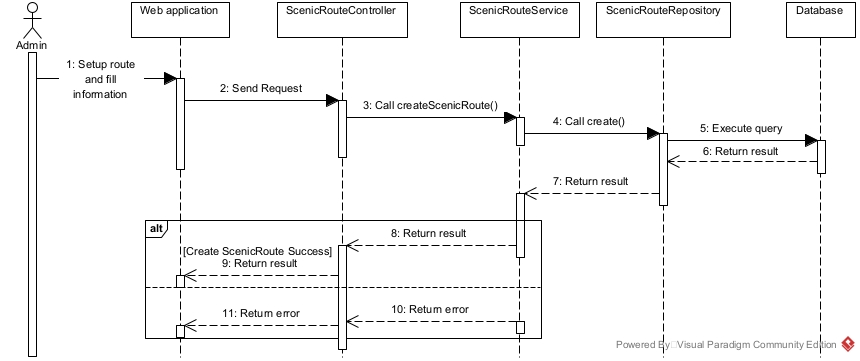 Web application
ScenicRouteController
ScenicRouteService
ScenicRouteRepository
Database
Admin
1: Setup route
and fill
information
2: Send Request
3: Call createScenicRoute()
4: Call create()
5: Execute query
6: Return result
7: Return result
alt
8: Return result
[Create ScenicRoute Success]
9: Return result
10: Return error
11: Return error
Powered By Visual Paradigm Community Edition